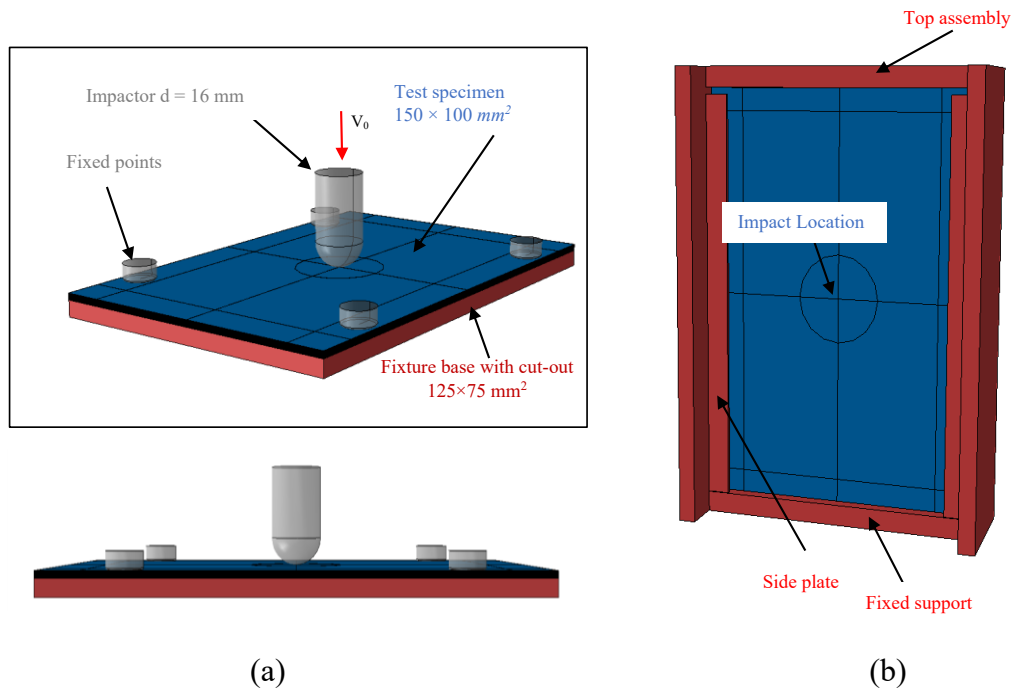 Top assembly
Impactor d = 16 mm
Test specimen
150 × 100 mm²
V₀
Fixed points
Impact Location
Fixture base with cut-out
125×75 mm²
Side plate
Fixed support
(a)
(b)